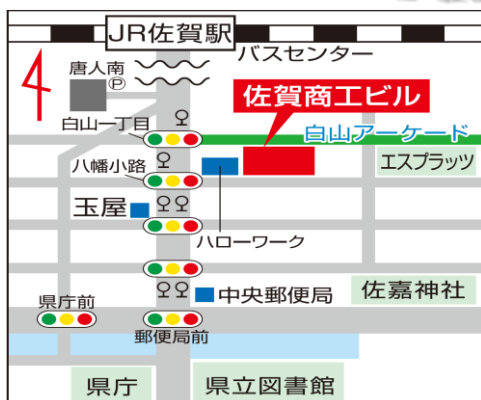 JR佐賀駅
バスセンター
唐人南
P
佐賀商工ビル
白山一丁目
白山アーケード
エスプラッツ
八幡小路
玉屋
ハローワーク
中央郵便局
佐嘉神社
県庁前
郵便局前
県庁
県立図書館